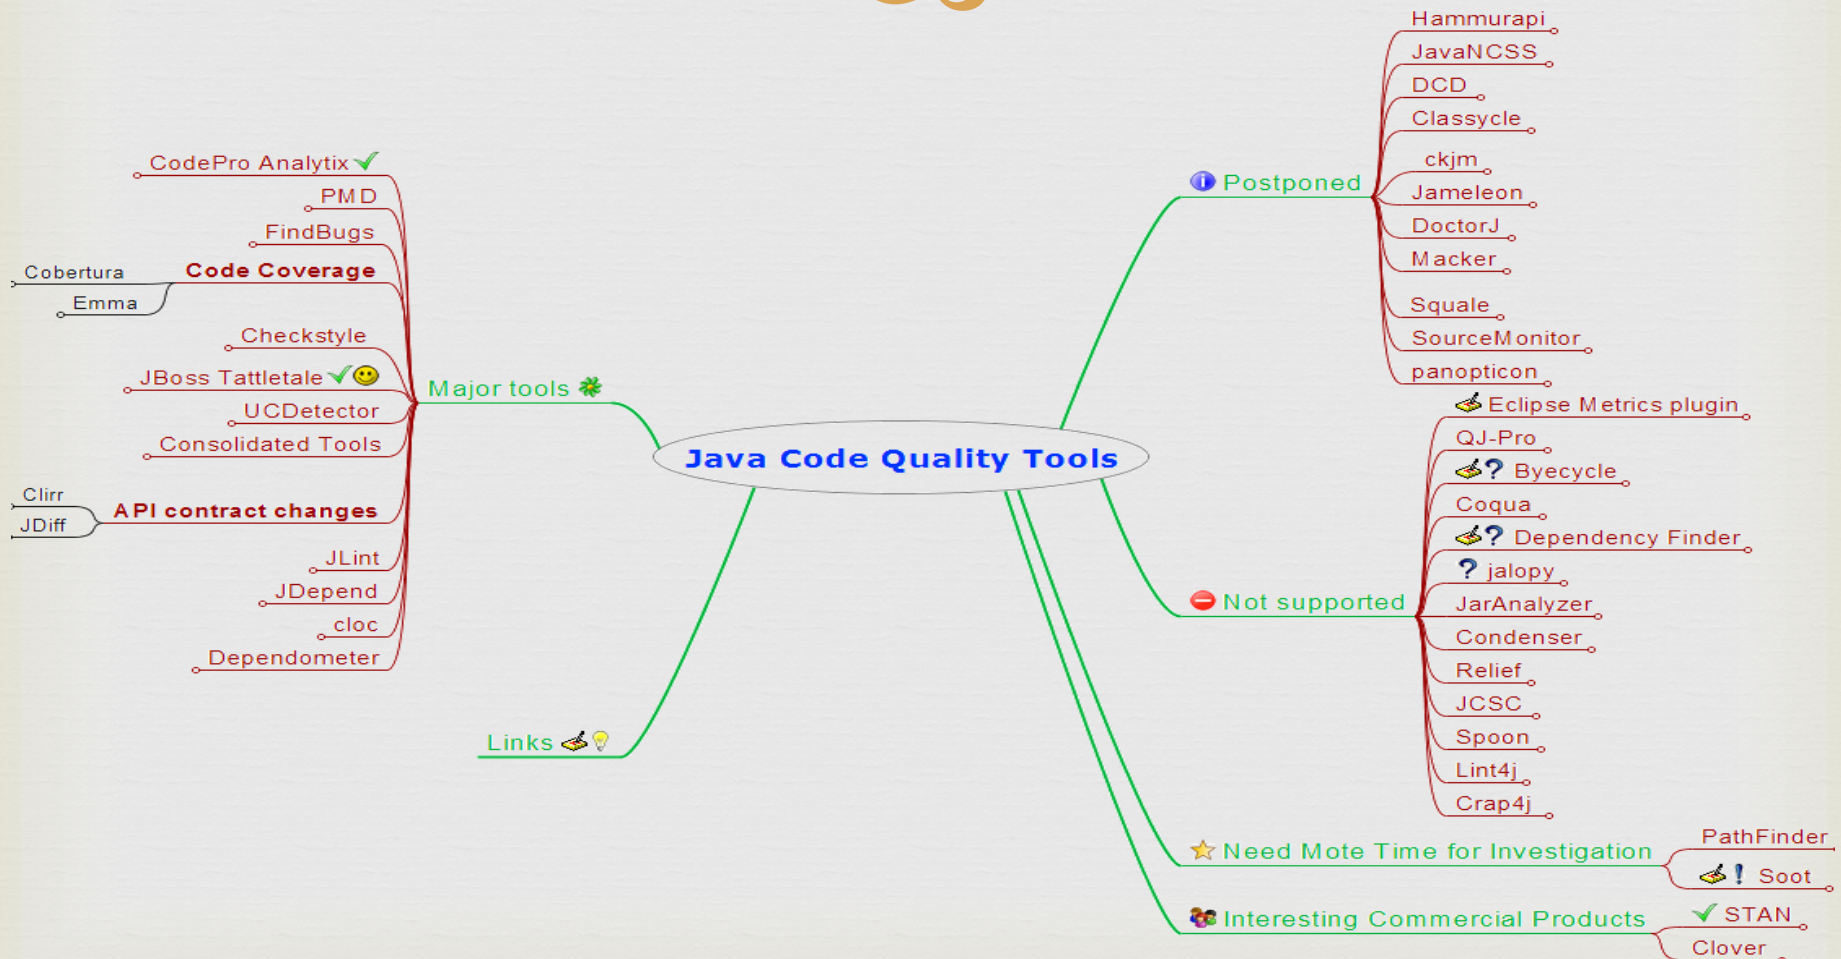 Java Code Quality Tools
Major tools
CodePro Analytix
PMD
FindBugs
Code Coverage
Cobertura
Emma
Checkstyle
JBoss Tattletale
UCDetector
Consolidated Tools
API contract changes
Clirr
JDiff
JLint
JDepend
cloc
Dependometer
Links
Postponed
Hammurapi
JavaNCSS
DCD
Classycle
ckjm
Jameleon
DoctorJ
Macker
Squale
SourceMonitor
panopticon
Not supported
Eclipse Metrics plugin
QJ-Pro
? Byecycle
Coqua
? Dependency Finder
? jalopy
JarAnalyzer
Condenser
Relief
JCSC
Spoon
Lint4j
Crap4j
Need Mote Time for Investigation
PathFinder
! Soot
Interesting Commercial Products
STAN
Clover